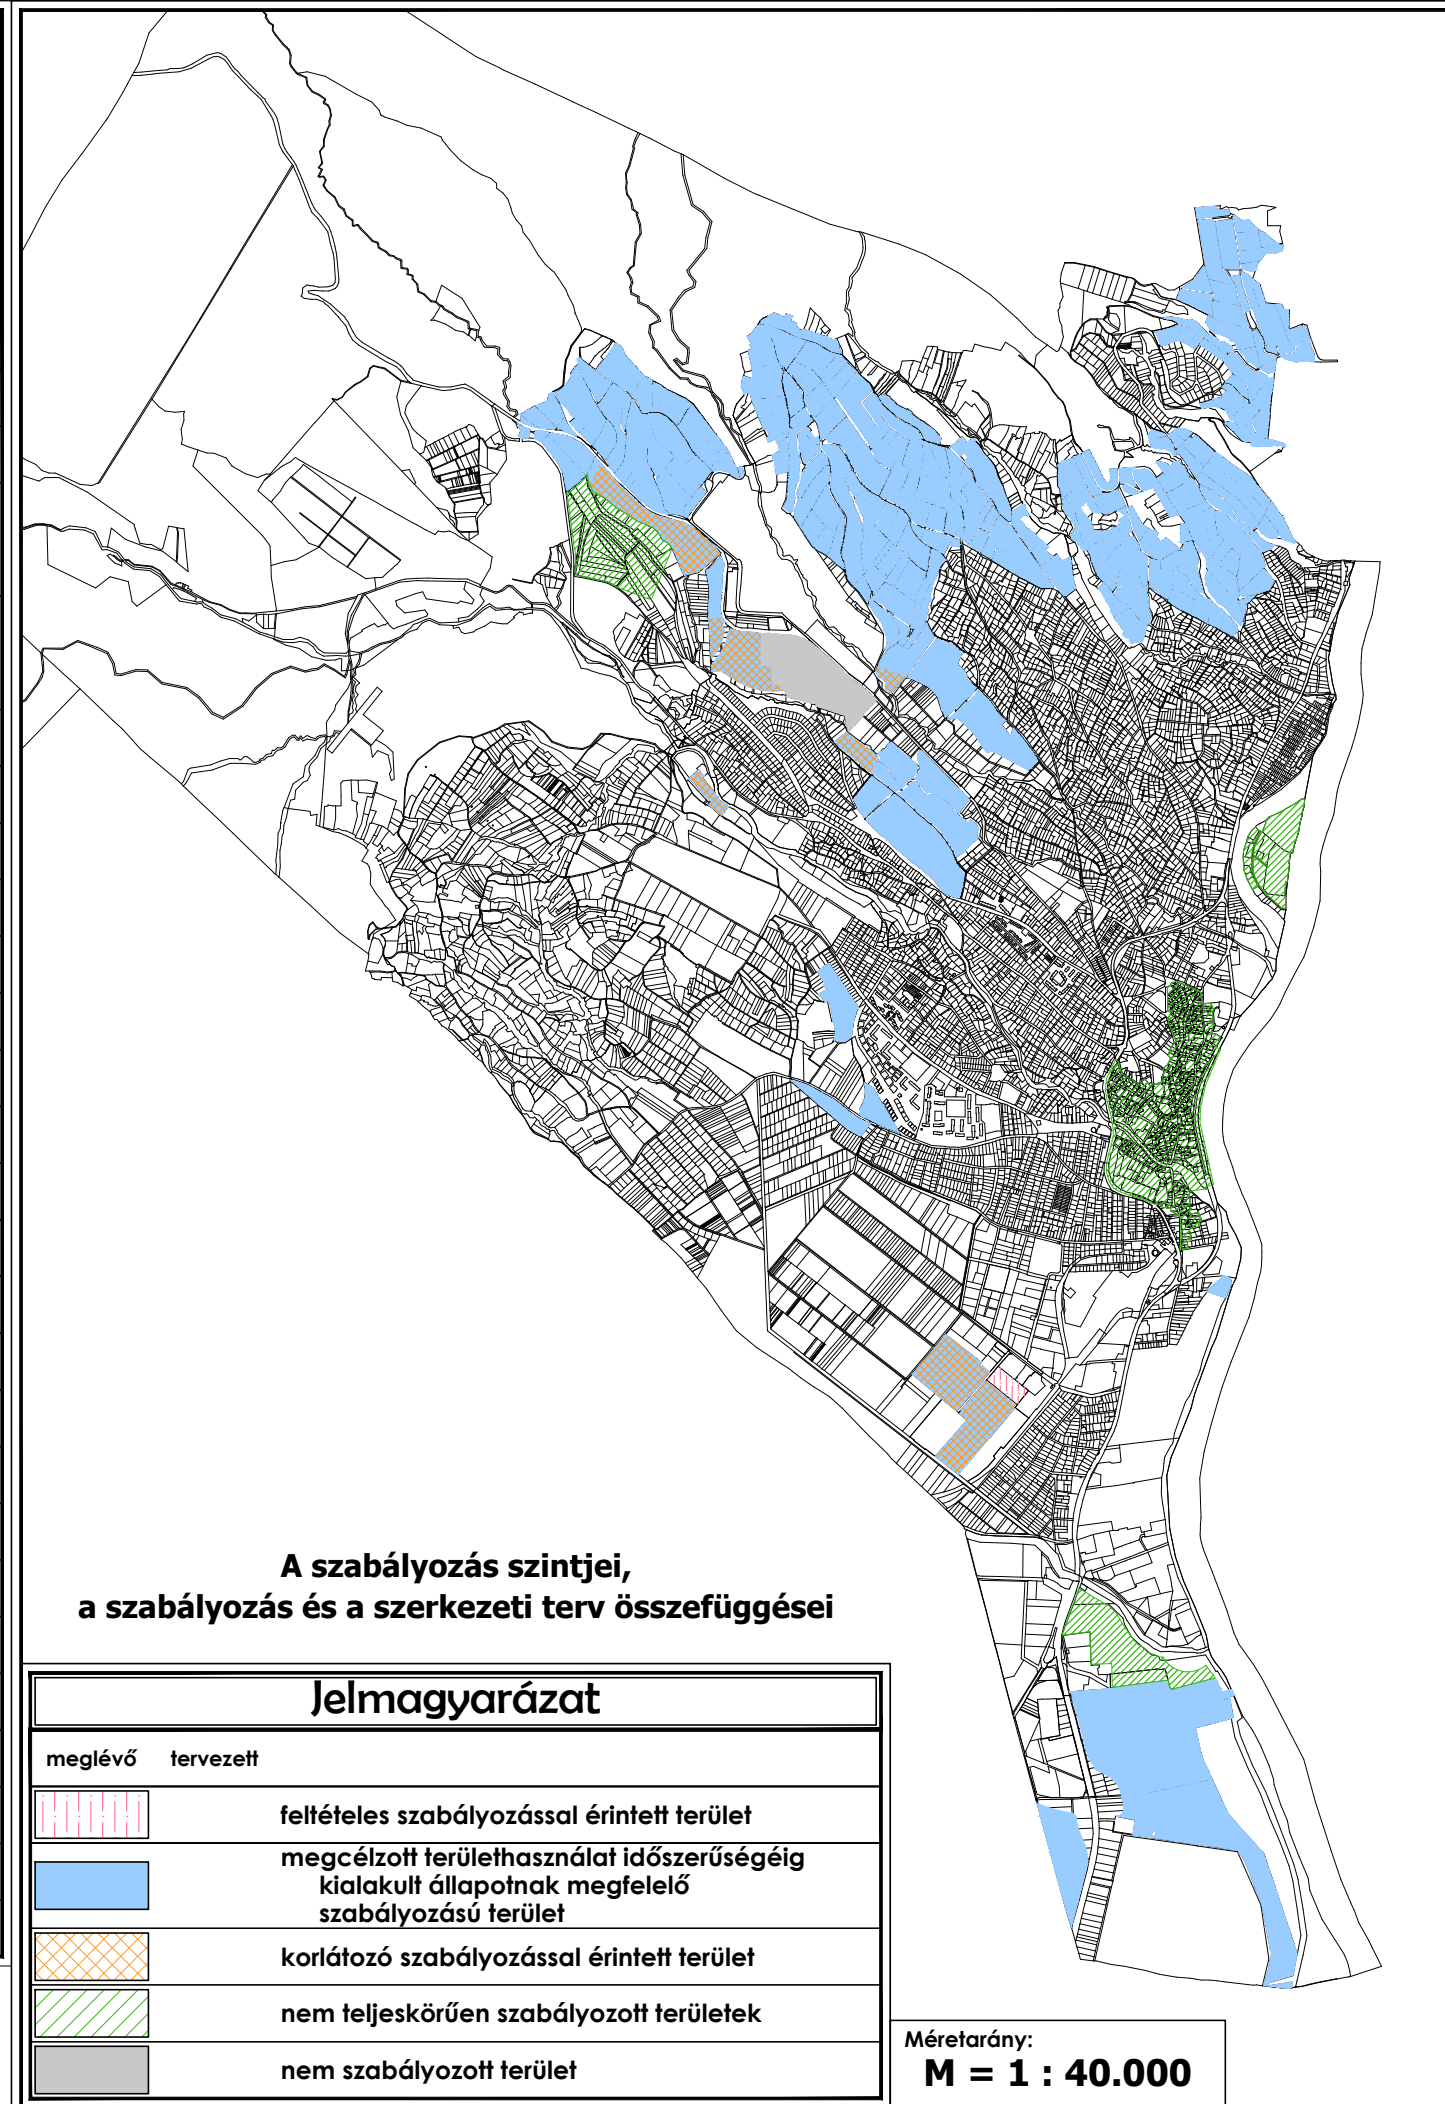 A szabályozás szintjei,
a szabályozás és a szerkezeti terv összefüggései
Jelmagyarázat
meglévő tervezett
feltételes szabályozással érintett terület
megcélzott területhasználat időszerűségéig
kialakult állapotnak megfelelő
szabályozású terület
korlátozó szabályozással érintett terület
nem teljeskörűen szabályozott területek
nem szabályozott terület
Méretarány:
M = 1 : 40.000